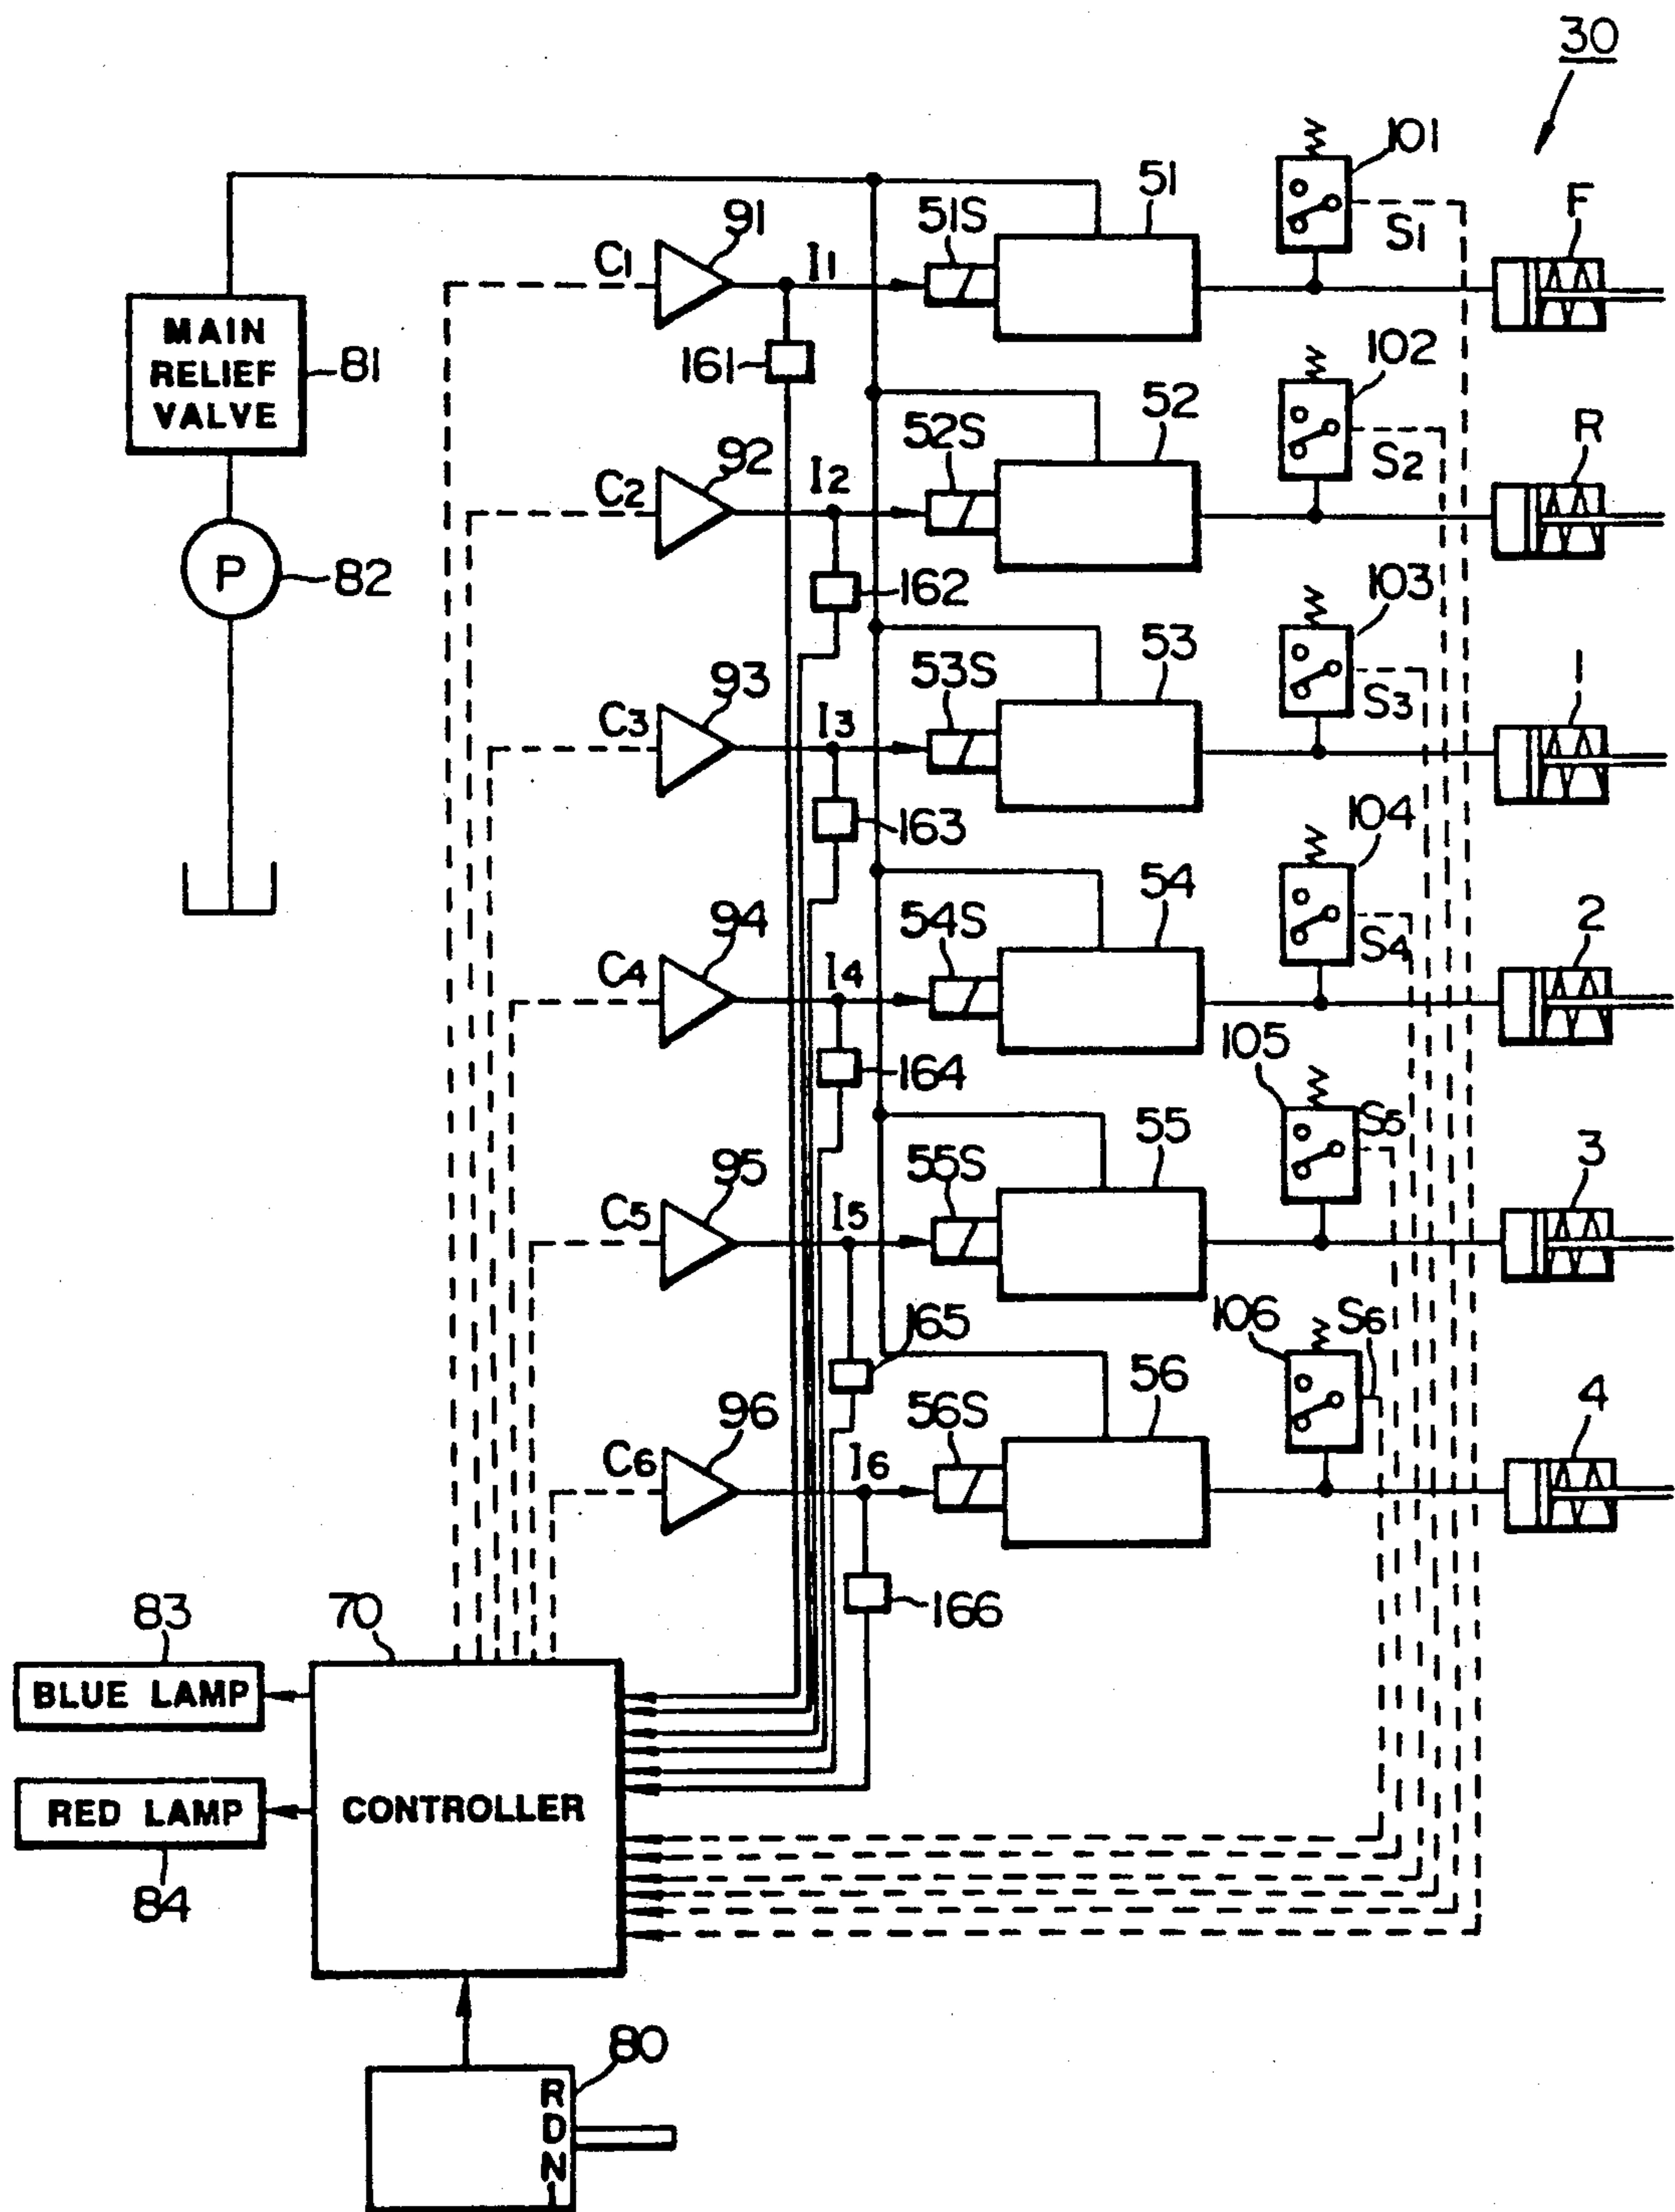 30
101
51
F
91
51S
S1
C1
I1
MAIN
RELIEF
VALVE
81
161
102
52
R
52S
92
S2
C2
I2
P
82
162
103
53
1
53S
93
S3
C3
I3
163
104
54
2
94
54S
S4
C4
I4
164
105
55
3
S5
95
55S
C5
I5
165
106
S6
56
4
96
56S
C6
I6
83
70
166
BLUE LAMP
RED LAMP
CONTROLLER
84
80
R
D
N
1